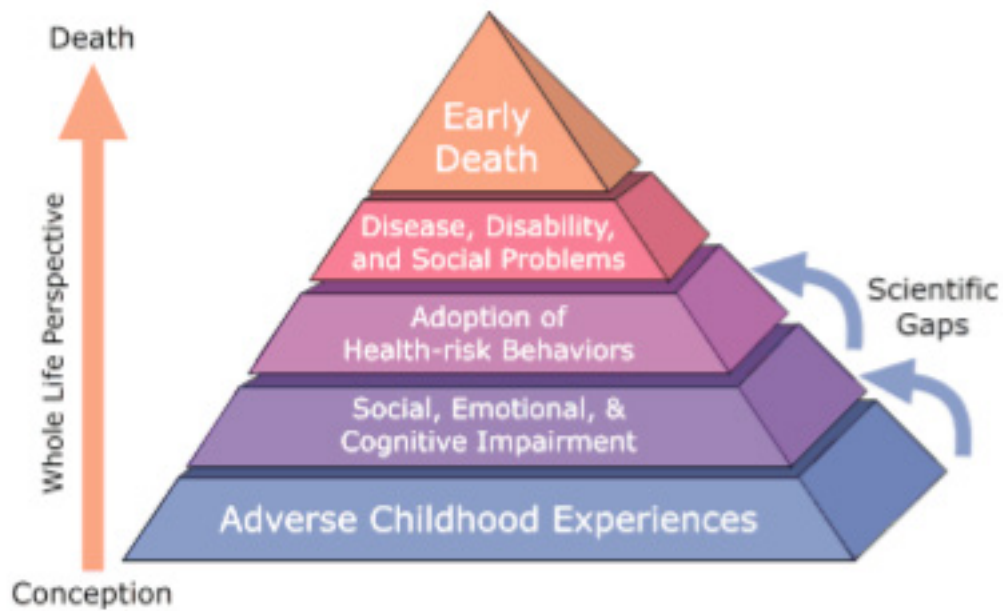 Death
Whole Life Perspective
Conception
Early
Death
Disease, Disability,
and Social Problems
Adoption of
Health-risk Behaviors
Social, Emotional, &
Cognitive Impairment
Adverse Childhood Experiences
Scientific
Gaps